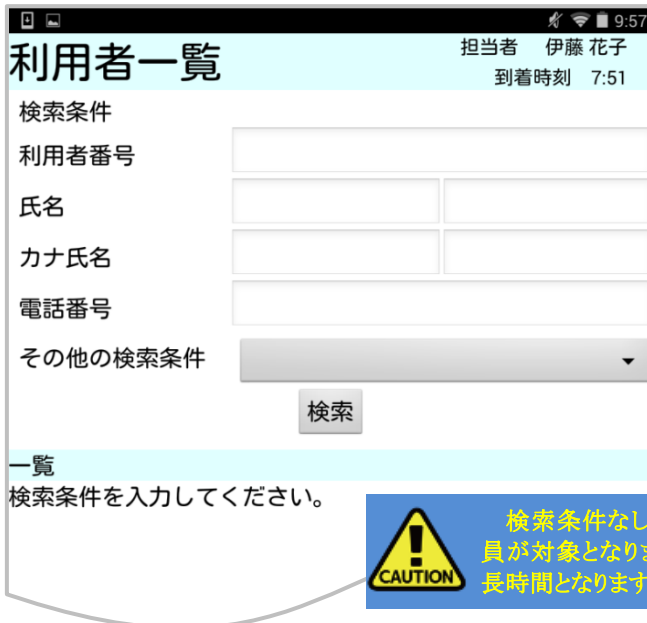 9:57
利用者一覧
担当者 伊藤 花子
到着時刻 7:51
検索条件
利用者番号
氏名
カナ氏名
電話番号
その他の検索条件
検索
一覧
検索条件を入力してください。
検索条件なし
員が対象となりま
長時間となります
CAUTION